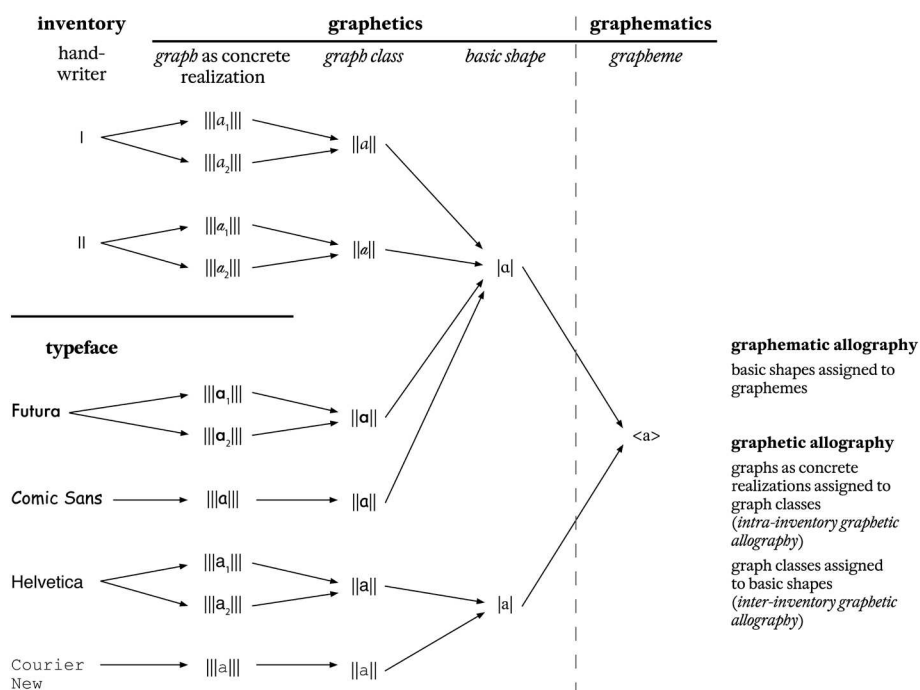 inventory graphetics graphematics
hand-
writer
graph as concrete
realization
graph class basic shape grapheme
|||a₁|||
I ||a||
|||a₂|||
|||a₁|||
II ||a||
|||a₂|||
|ɑ|
typeface
|||a₁|||
Futura ||a||
|||a₂|||
<a>
Comic Sans |||a||| ||a||
|||a₁|||
Helvetica ||a||
|||a₂|||
|a|
Courier
New
|||a||| ||a||
graphematic allography
basic shapes assigned to
graphemes
graphetic allography
graphs as concrete
realizations assigned to
graph classes
(intra-inventory graphetic
allography)
graph classes assigned
to basic shapes
(inter-inventory graphetic
allography)